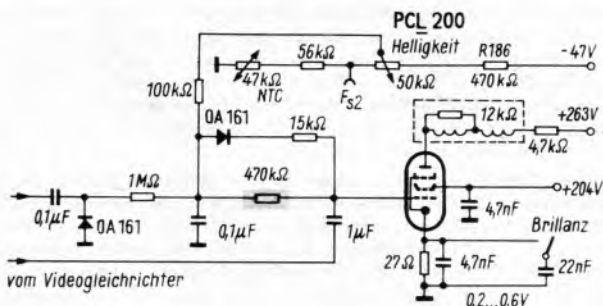 PCL 200
Helligkeit
R186
-47V
56kΩ
47kΩ
NTC
Fs2
50kΩ
470kΩ
100kΩ
OA 161
15kΩ
12kΩ
+263V
4,7kΩ
1MΩ
470kΩ
+204V
0,1µF
OA 161
0,1µF
1µF
4,7nF
Brillanz
vom Videogleichrichter
27Ω
4,7nF
22nF
0,2...0,6V